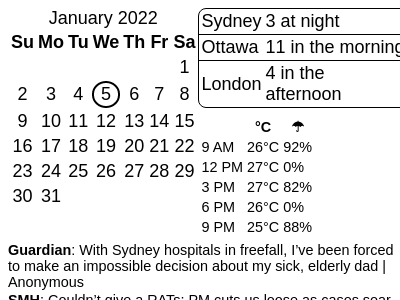 January 2022
Su Mo Tu We Th Fr Sa
1
2 3 4 5 6 7 8
9 10 11 12 13 14 15
16 17 18 19 20 21 22
23 24 25 26 27 28 29
30 31
Sydney 3 at night
Ottawa 11 in the morning
London 4 in the
afternoon
°C ☂
9 AM 26°C 92%
12 PM 27°C 0%
3 PM 27°C 82%
6 PM 26°C 0%
9 PM 25°C 88%
Guardian: With Sydney hospitals in freefall, I’ve been forced
to make an impossible decision about my sick, elderly dad |
Anonymous
SMH: Couldn’t give a RATs: PM cuts us loose as cases soar